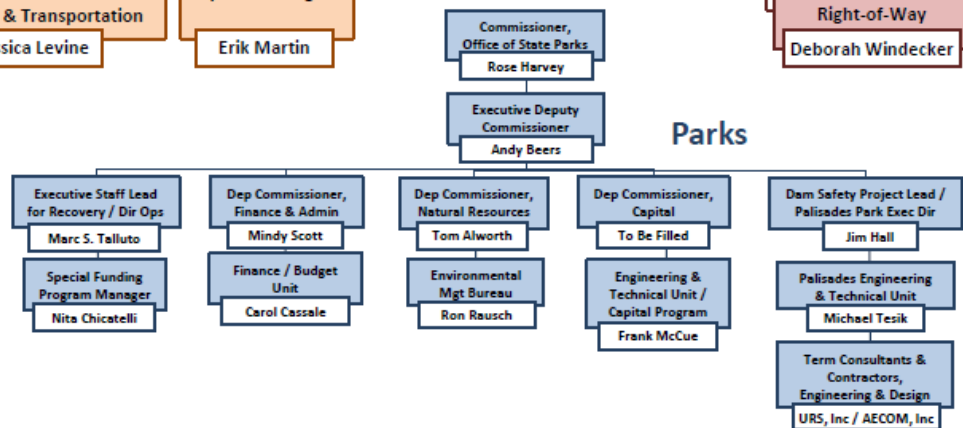 & Transportation
Levine
Erik Martin
Right-of-Way
Deborah Windecker
Commissioner,
Office of State Parks
Rose Harvey
Executive Deputy
Commissioner
Andy Beers
Parks
Executive Staff Lead
for Recovery / Dir Ops
Marc S. Talluto
Dep Commissioner,
Finance & Admin
Mindy Scott
Dep Commissioner,
Natural Resources
Tom Alworth
Dep Commissioner,
Capital
To Be Filled
Dam Safety Project Lead /
Palisades Park Exec Dir
Jim Hall
Special Funding
Program Manager
Nita Chicatelli
Finance / Budget
Unit
Carol Cassale
Environmental
Mgt Bureau
Ron Rausch
Engineering &
Technical Unit /
Capital Program
Frank McCue
Palisades Engineering
& Technical Unit
Michael Tesik
Term Consultants &
Contractors,
Engineering & Design
URS, Inc / AECOM, Inc